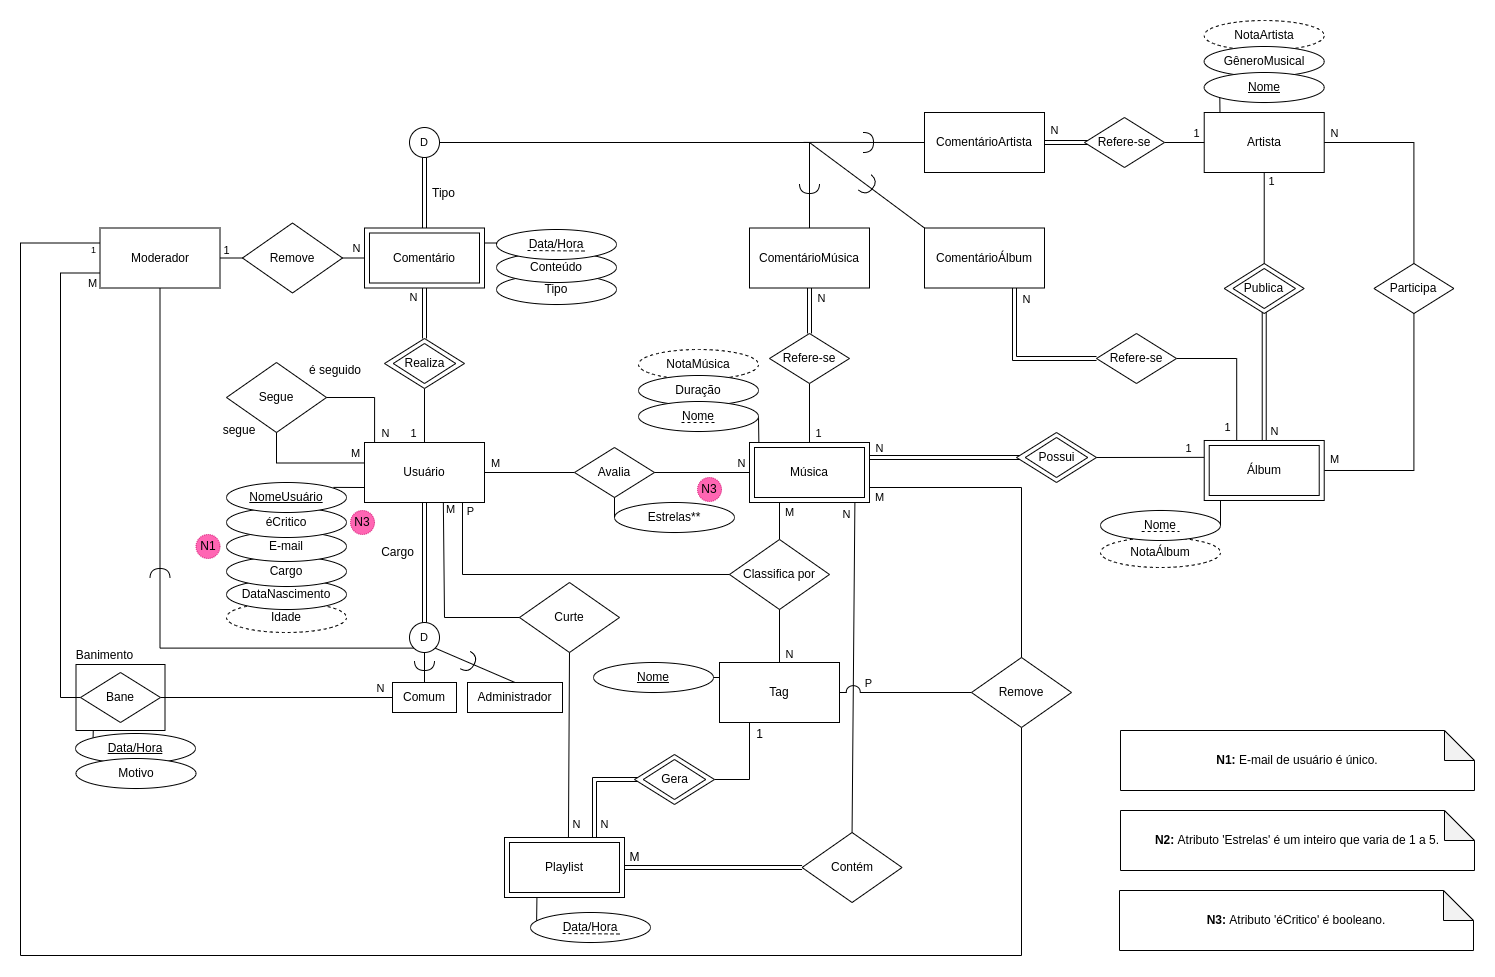 NotaArtista
GêneroMusical
Nome
D
ComentárioArtista
N
Refere-se
1
Artista
N
Tipo
1
1
Moderador
1
Remove
N
Comentário
Data/Hora
Conteúdo
Tipo
ComentárioMúsica
ComentárioÁlbum
M
N
N
N
Publica
Participa
Realiza
NotaMúsica
Refere-se
Refere-se
é seguido
Duração
Segue
Nome
segue
N
1
1
1
N
M
M
Usuário
M
Avalia
N
Música
N
Possui
1
Álbum
M
N3
M
NomeUsuário
M
P
Estrelas**
M
N
éCritico
N3
Nome
N1
E-mail
Cargo
NotaÁlbum
Cargo
Classifica por
DataNascimento
Idade
Curte
D
Banimento
N
Bane
N
Comum
Administrador
Nome
Tag
P
Remove
Data/Hora
Motivo
1
Gera
N
N
Playlist
M
Contém
Data/Hora
N1: E-mail de usuário é único.
N2: Atributo 'Estrelas' é um inteiro que varia de 1 a 5.
N3: Atributo 'éCritico' é booleano.